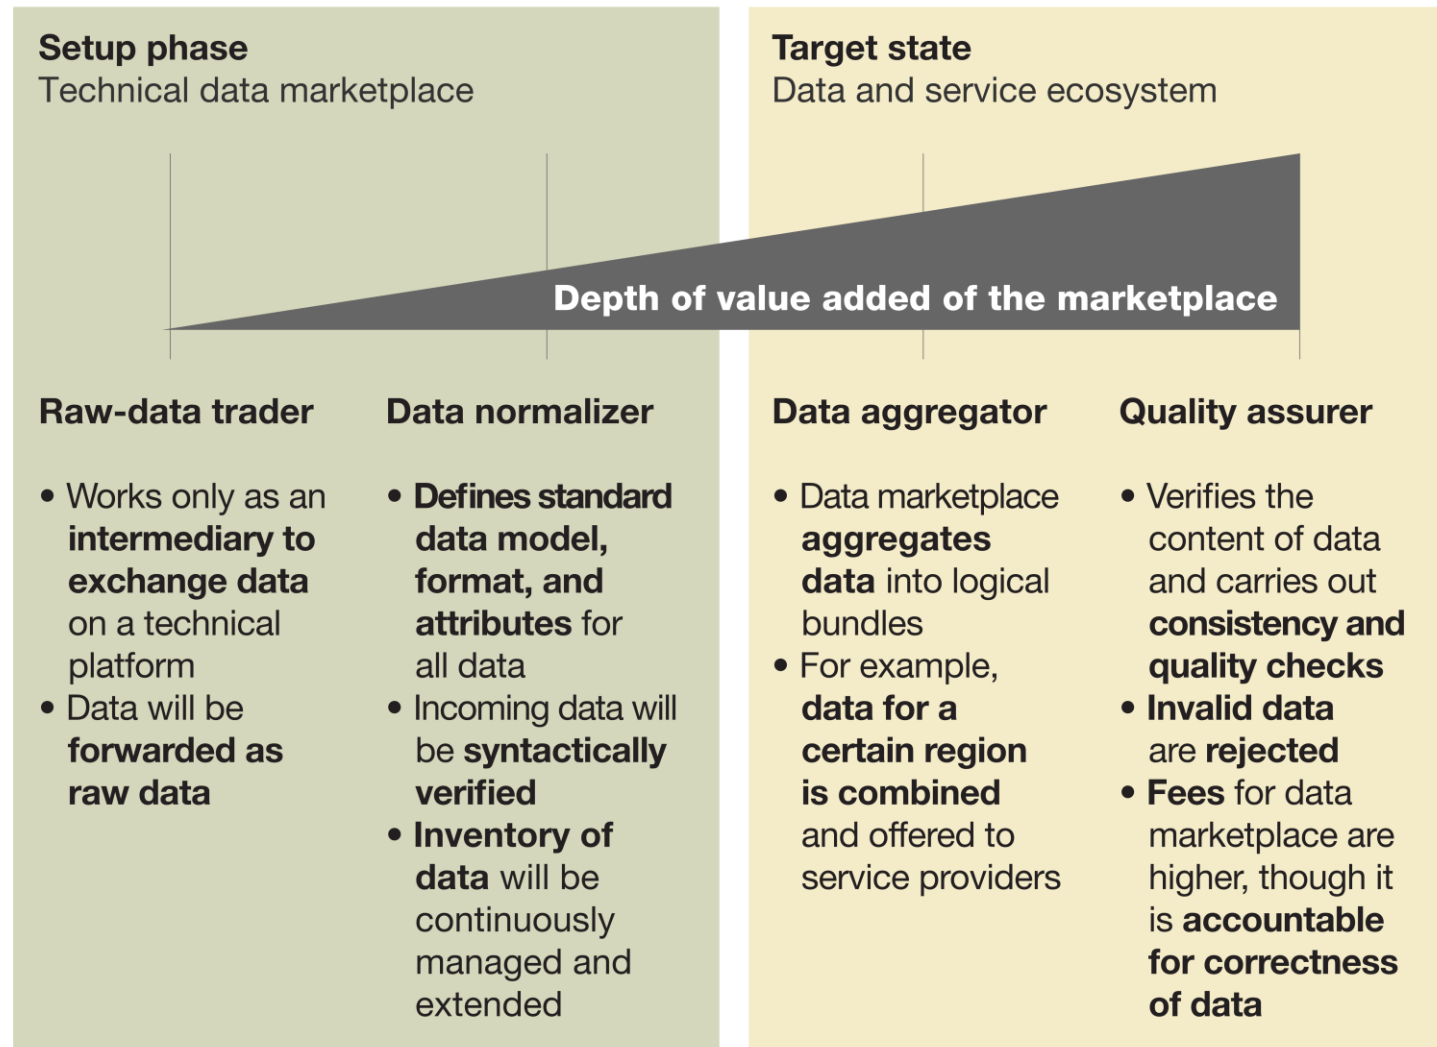 Setup phase
Technical data marketplace
Target state
Data and service ecosystem
Depth of value added of the marketplace
Raw-data trader
• Works only as an
intermediary to
exchange data
on a technical
platform
• Data will be
forwarded as
raw data
Data normalizer
• Defines standard
data model,
format, and
attributes for
all data
• Incoming data will
be syntactically
verified
• Inventory of
data will be
continuously
managed and
extended
Data aggregator
• Data marketplace
aggregates
data into logical
bundles
• For example,
data for a
certain region
is combined
and offered to
service providers
Quality assurer
• Verifies the
content of data
and carries out
consistency and
quality checks
• Invalid data
are rejected
• Fees for data
marketplace are
higher, though it
is accountable
for correctness
of data